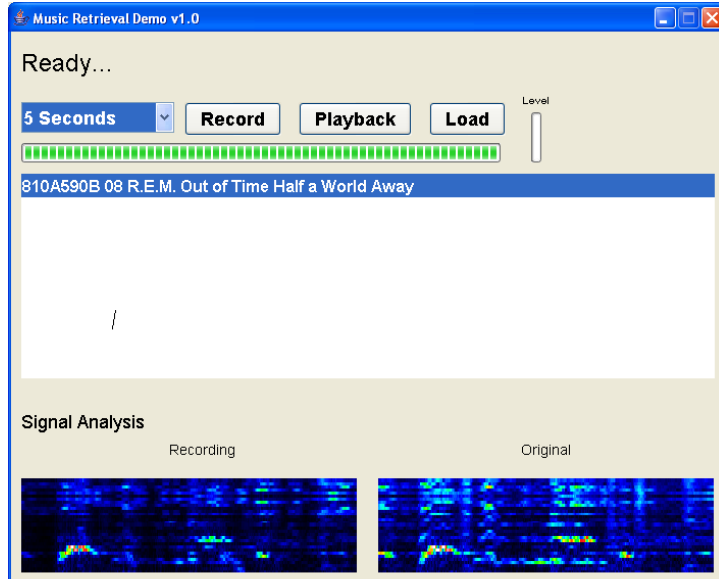 Music Retrieval Demo v1.0
Ready...
Level
5 Seconds Record Playback Load
810A590B 08 R.E.M. Out of Time Half a World Away
Signal Analysis
Recording Original